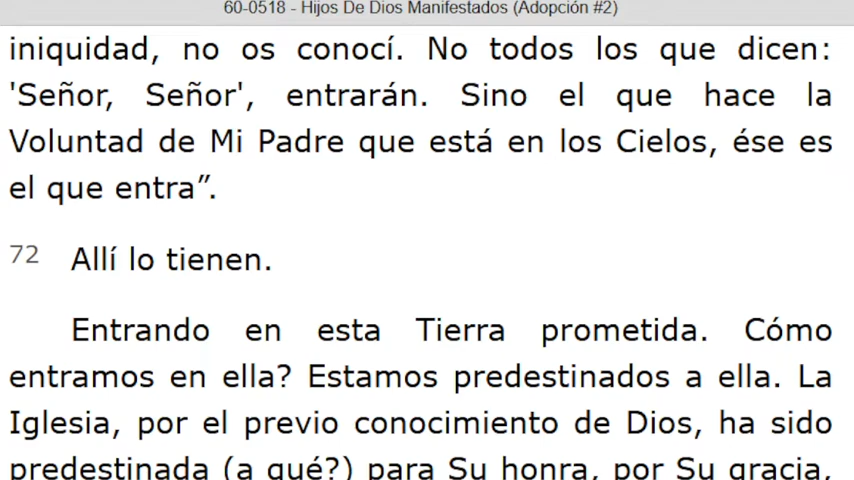 60-0518 - Hijos De Dios Manifestados (Adopción #2)
iniquidad, no os conocí. No todos los que dicen:
'Señor, Señor', entrarán. Sino el que hace la
Voluntad de Mi Padre que está en los Cielos, ése es
el que entra”.
72 Allí lo tienen.
Entrando en esta Tierra prometida. Cómo
entramos en ella? Estamos predestinados a ella. La
Iglesia, por el previo conocimiento de Dios, ha sido
predestinada (a qué?) para Su honra, por Su gracia,